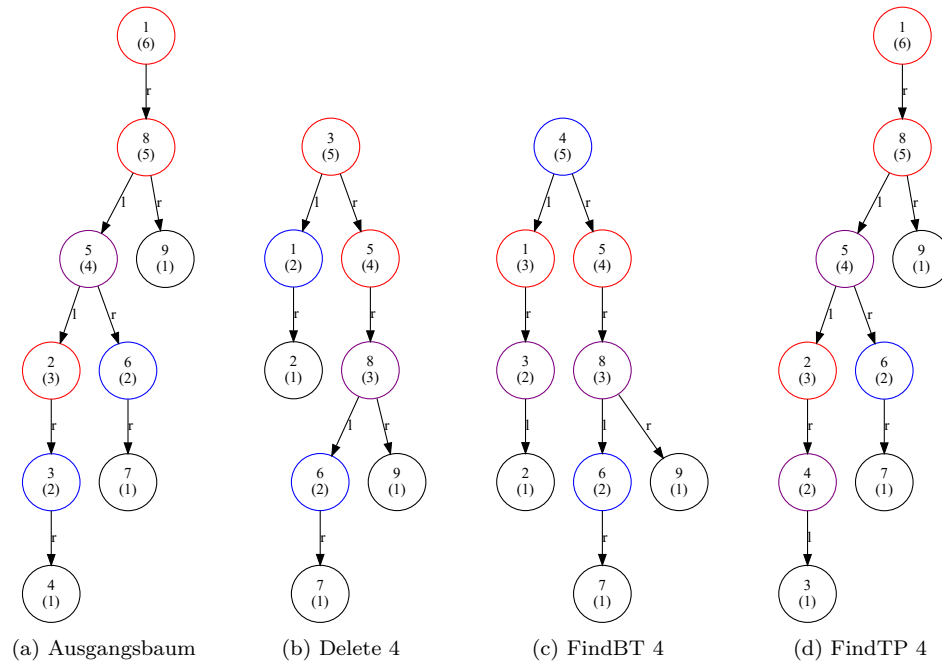 1
(6)
r
8
(5)
l
r
5
(4)
9
(1)
l
r
2
(3)
6
(2)
r
r
3
(2)
7
(1)
r
4
(1)
(a) Ausgangsbaum
3
(5)
l
r
1
(2)
5
(4)
r
r
2
(1)
8
(3)
l
r
6
(2)
9
(1)
r
7
(1)
(b) Delete 4
4
(5)
l
r
1
(3)
5
(4)
r
r
3
(2)
8
(3)
l
l
r
2
(1)
6
(2)
9
(1)
r
7
(1)
(c) FindBT 4
1
(6)
r
8
(5)
l
r
5
(4)
9
(1)
l
r
2
(3)
6
(2)
r
r
4
(2)
7
(1)
l
3
(1)
(d) FindTP 4